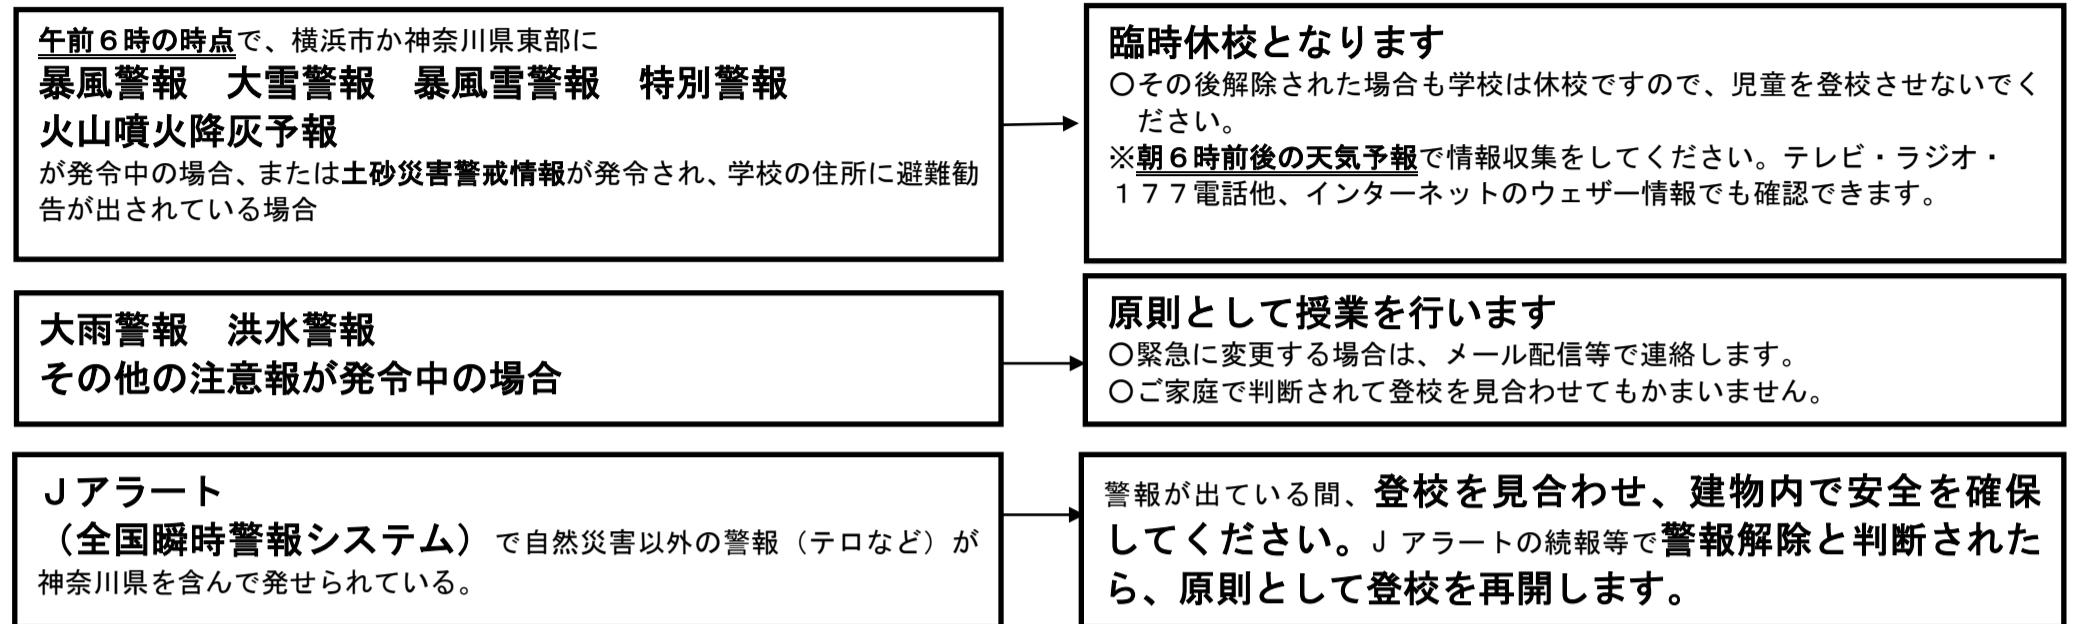 午前６時の時点で、横浜市か神奈川県東部に
暴風警報　大雪警報　暴風雪警報　特別警報
火山噴火降灰予報
が発令中の場合、または土砂災害警戒情報が発令され、学校の住所に避難勧
告が出されている場合
臨時休校となります
○その後解除された場合も学校は休校ですので、児童を登校させないでく
ださい。
※朝６時前後の天気予報で情報収集をしてください。テレビ・ラジオ・
１７７電話他、インターネットのウェザー情報でも確認できます。
大雨警報　洪水警報
その他の注意報が発令中の場合
原則として授業を行います
○緊急に変更する場合は、メール配信等で連絡します。
○ご家庭で判断されて登校を見合わせてもかまいません。
Ｊアラート
（全国瞬時警報システム）で自然災害以外の警報（テロなど）が
神奈川県を含んで発せられている。
警報が出ている間、登校を見合わせ、建物内で安全を確保
してください。Ｊ アラートの続報等で警報解除と判断された
ら、原則として登校を再開します。